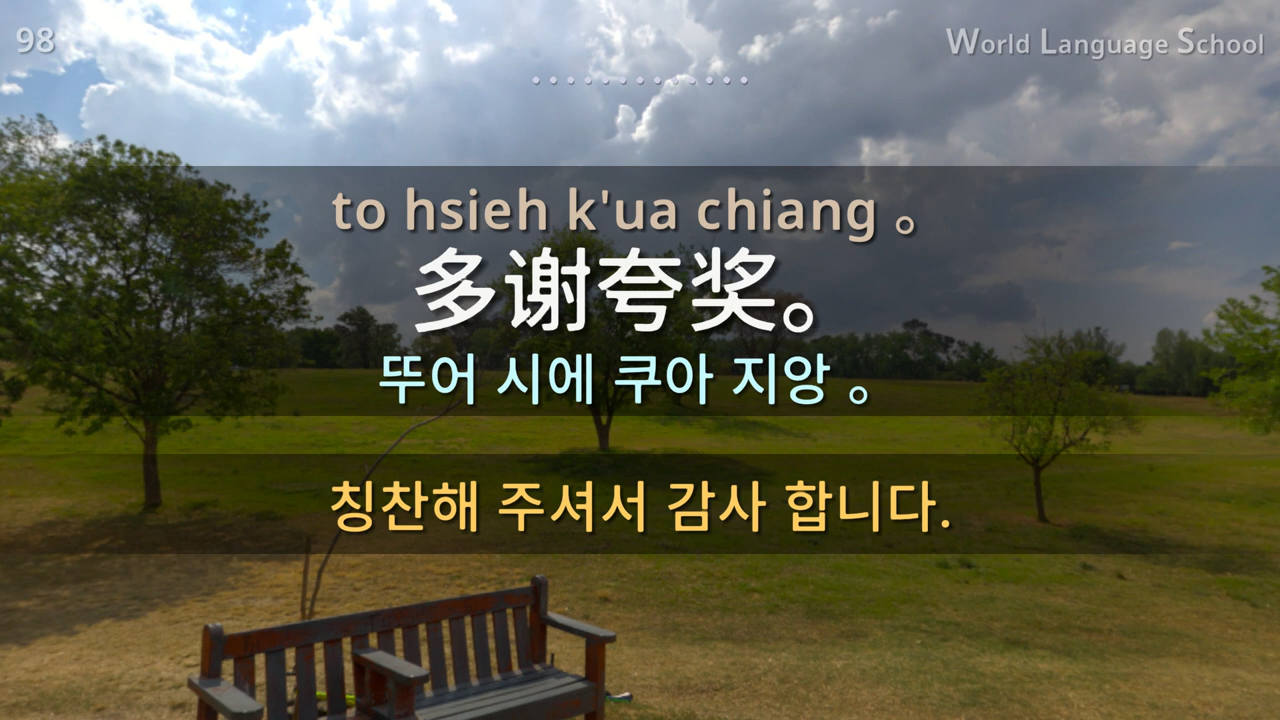 98
World Language School
to hsieh k'ua chiang 。
多谢夸奖。
뚜어 시에 쿠아 지앙 。
칭찬해 주셔서 감사 합니다.